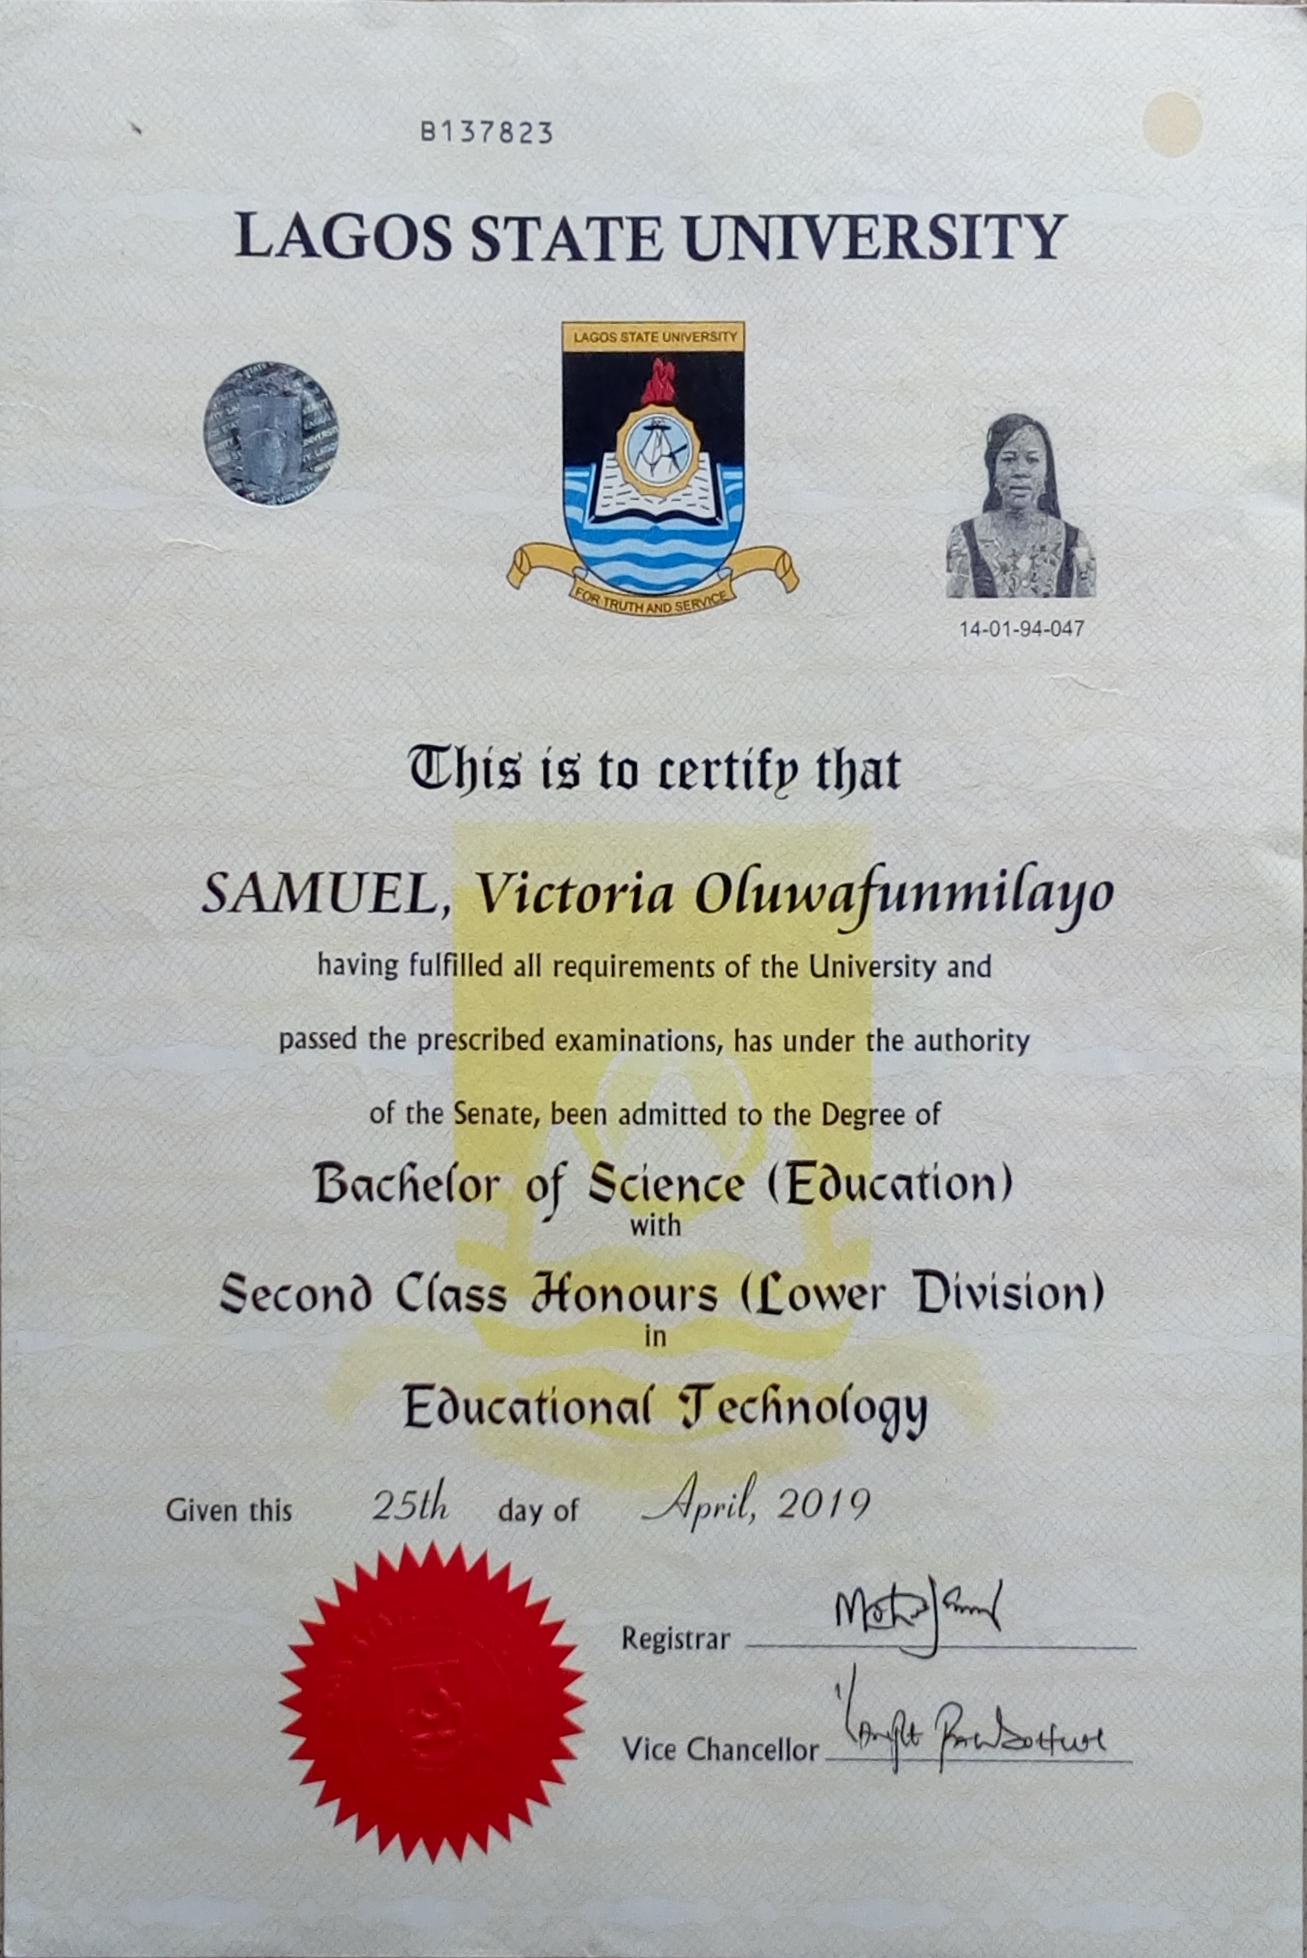 B137823
LAGOS STATE UNIVERSITY
LAGOS STATE UNIVERSITY
FOR TRUTH AND SERVICE
14-01-94-047
This is to certify that
SAMUEL, Victoria Oluwafunmilayo
having fulfilled all requirements of the University and
passed the prescribed examinations, has under the authority
of the Senate, been admitted to the Degree of
Bachelor of Science (Education)
with
Second Class Honours (Lower Division)
in
Educational Technology
Given this 25th day of April, 2019
Registrar
Vice Chancellor